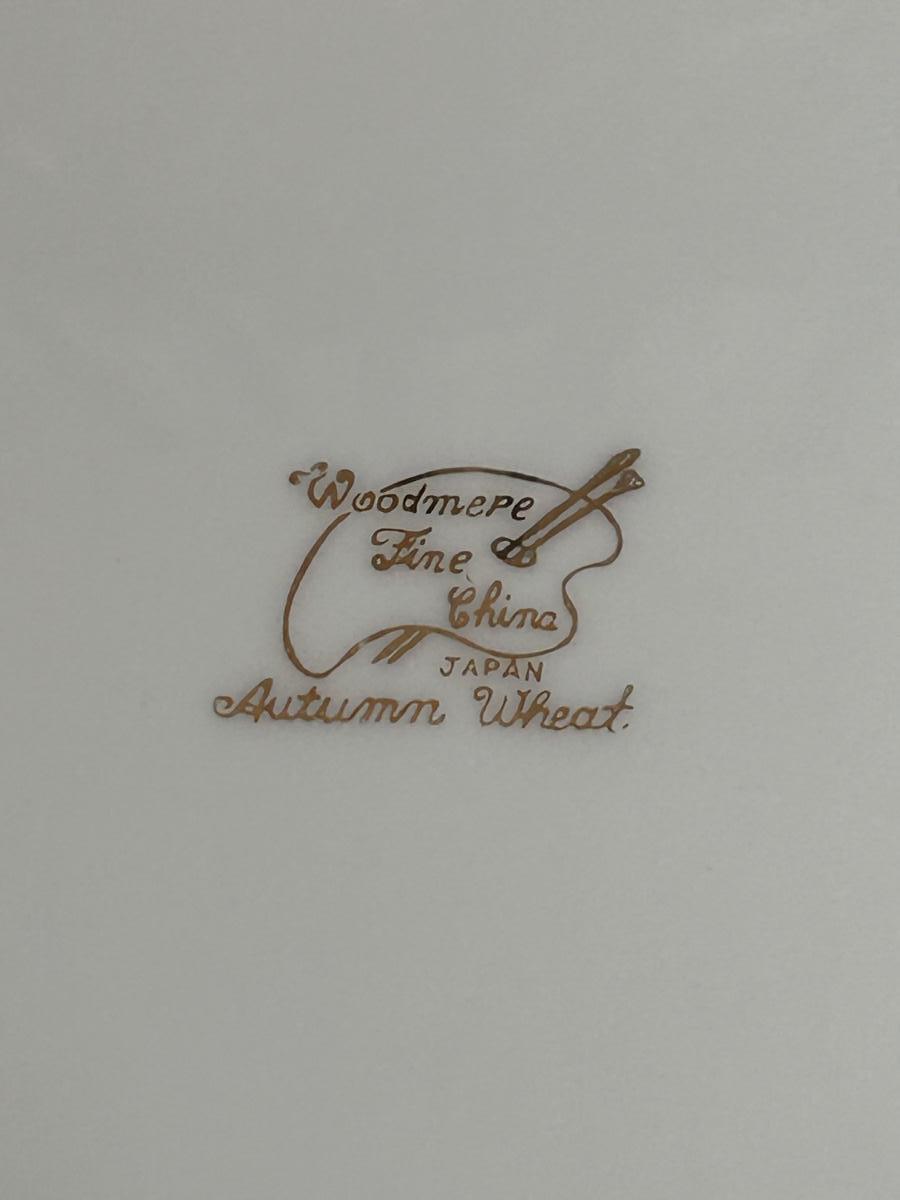 Woodmere
Fine
China
JAPAN
Autumn Wheat.